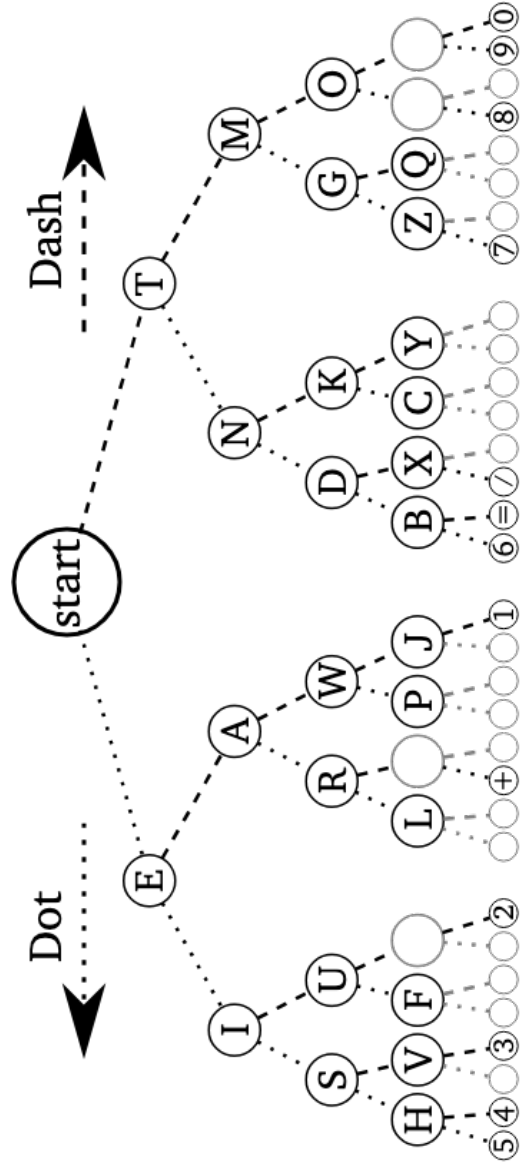 Dot Dash
start
E T
I A N M
S U R W D K G O
H V F L P J B X C Y Z Q
5 4 3 2 + 1 6 = / 7 8 9 0